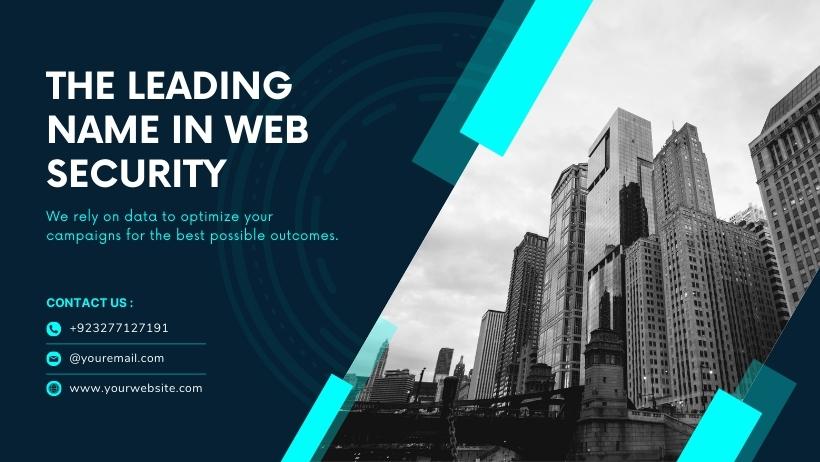 THE LEADING
NAME IN WEB
SECURITY
We rely on data to optimize your
campaigns for the best possible outcomes.
CONTACT US :
+923277127191
@youremail.com
www.yourwebsite.com